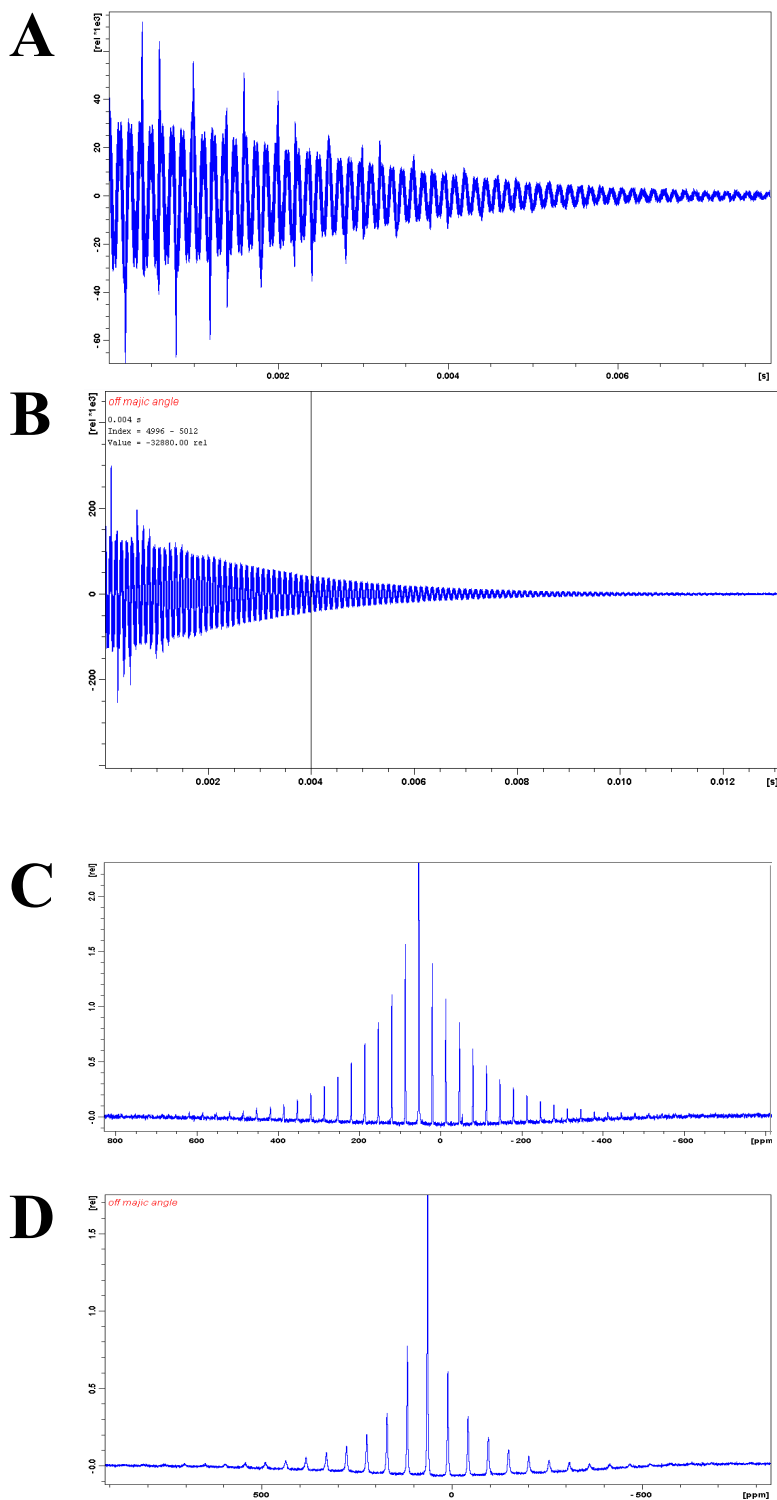 A
[rel *1e3]
40
20
0
-20
-40
-60
0.002 0.004 0.006 [s]
B
[rel *1e3]
off majic angle
0.004 s
Index = 4996 - 5012
Value = -32880.00 rel
200
0
-200
0.002 0.004 0.006 0.008 0.010 0.012 [s]
C
[rel]
2.0
1.5
1.0
0.5
-0.0
800 600 400 200 0 -200 -400 -600 [ppm
D
[rel]
off majic angle
1.5
1.0
0.5
-0.0
500 0 -500 [ppm]